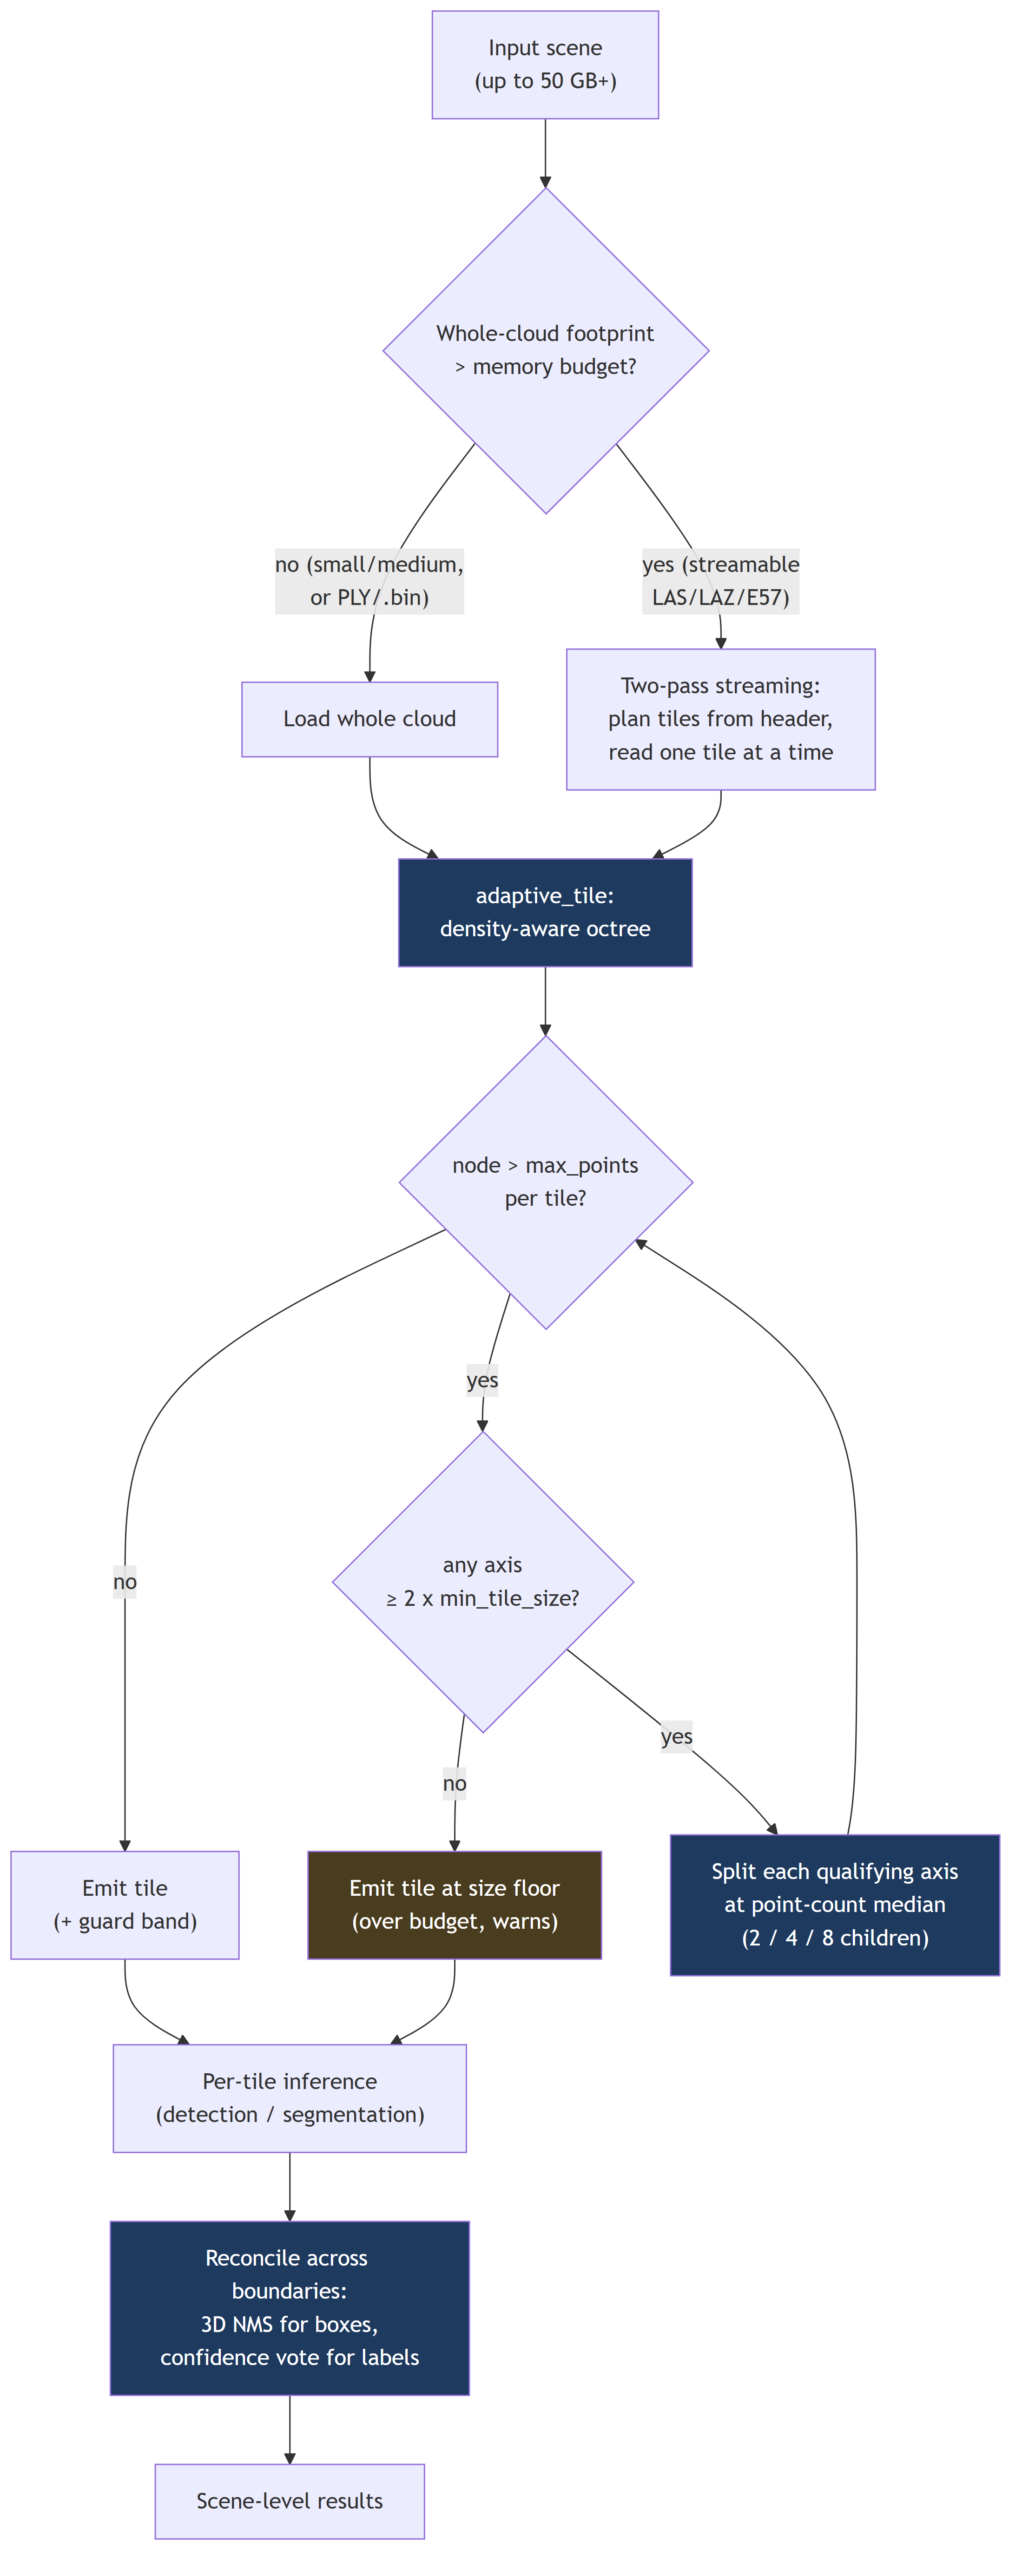 Input scene
(up to 50 GB+)
Whole-cloud footprint
> memory budget?
no (small/medium,
or PLY/.bin)
yes (streamable
LAS/LAZ/E57)
Load whole cloud
Two-pass streaming:
plan tiles from header,
read one tile at a time
adaptive_tile:
density-aware octree
node > max_points
per tile?
yes
no
any axis
≥ 2 x min_tile_size?
yes
no
Emit tile
(+ guard band)
Emit tile at size floor
(over budget, warns)
Split each qualifying axis
at point-count median
(2 / 4 / 8 children)
Per-tile inference
(detection / segmentation)
Reconcile across
boundaries:
3D NMS for boxes,
confidence vote for labels
Scene-level results